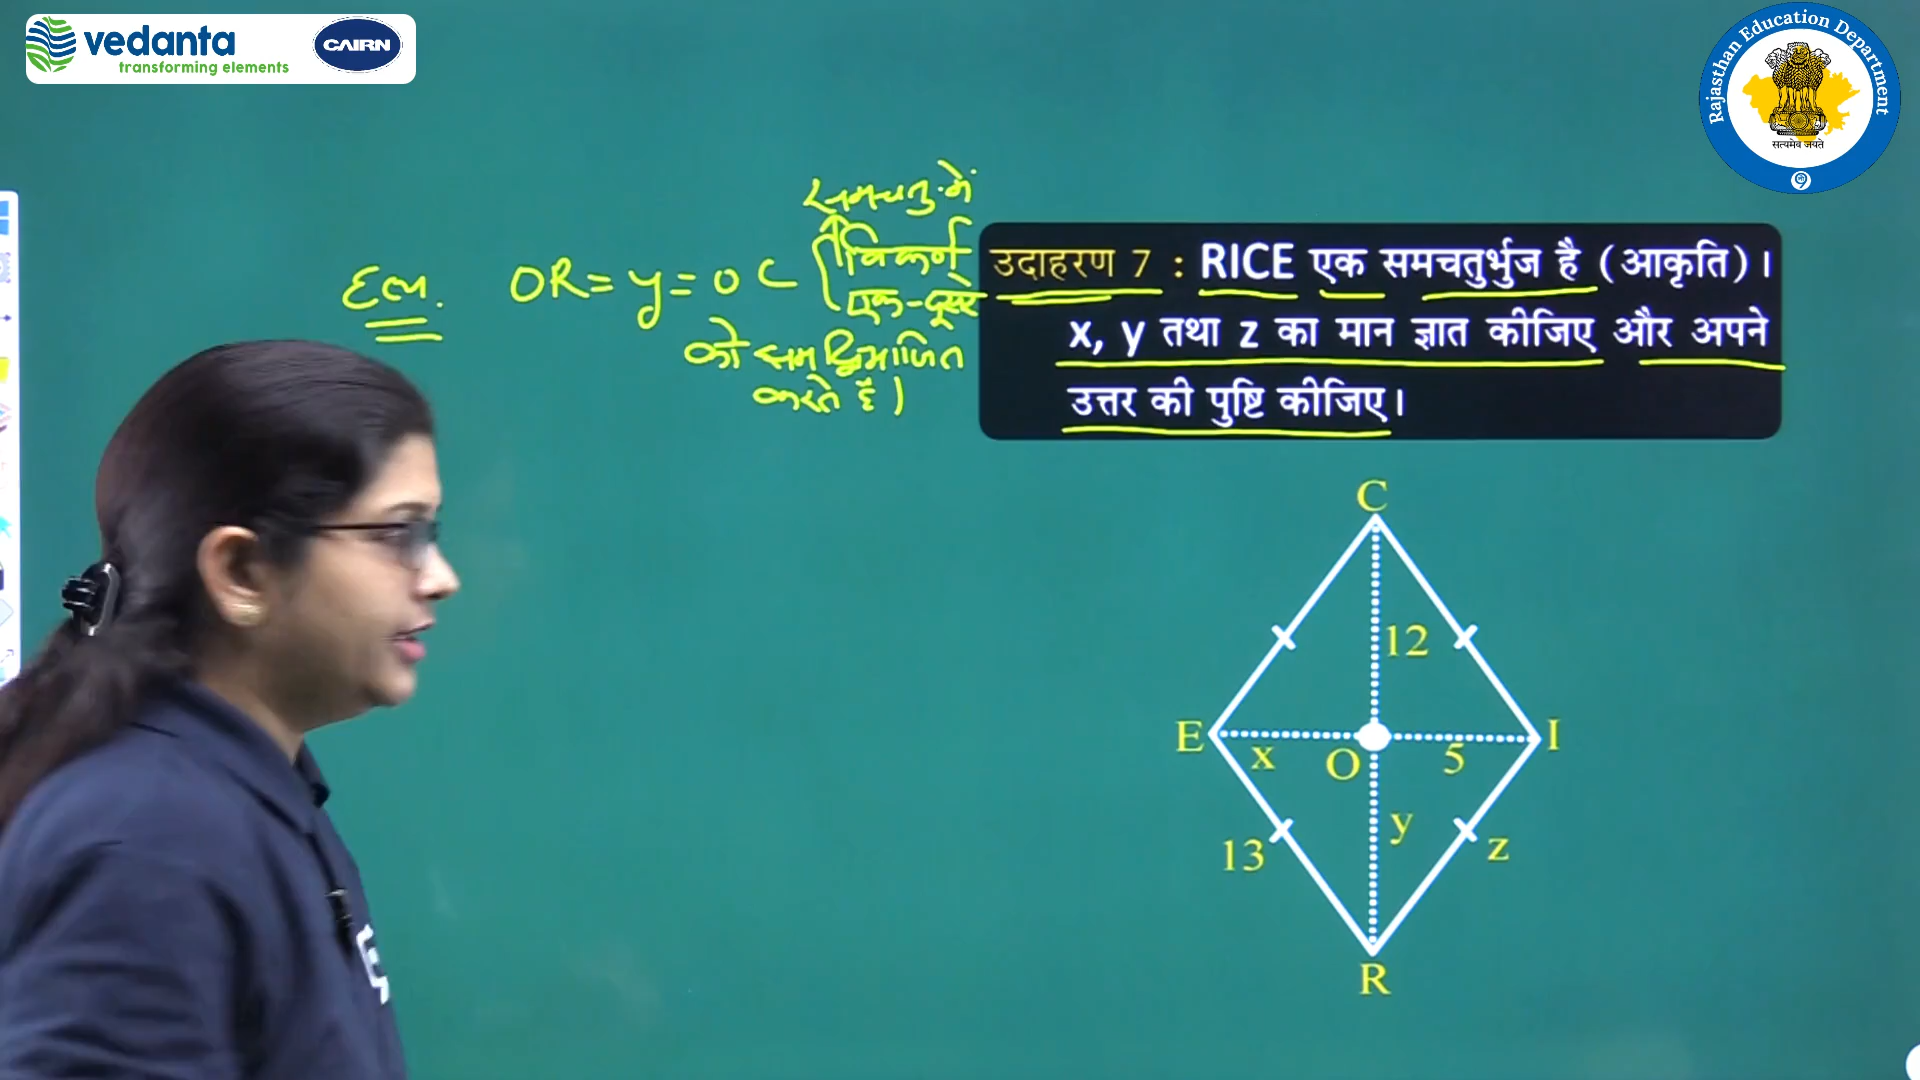 vedanta
transforming elements
CAIRN
Rajasthan Education Department
सत्यमेव जयते
उदाहरण 7 : RICE एक समचतुर्भुज है (आकृति)।
x, y तथा z का मान ज्ञात कीजिए और अपने
उत्तर की पुष्टि कीजिए।
हल.
OR = y = OC
समचतु. में
विकर्ण
एक-दूसरे
को समद्विभाजित
करते हैं।
C
12
E
x
O
5
I
y
13
z
R